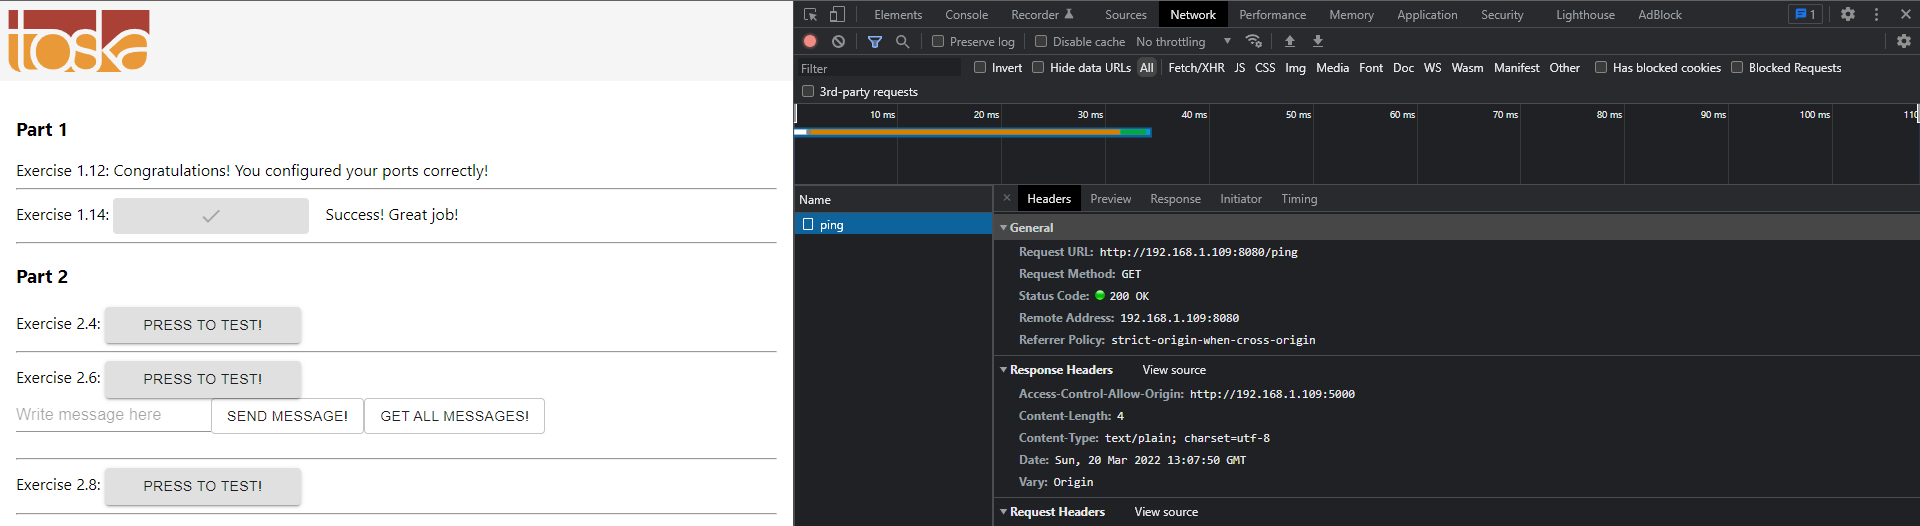 toska
Part 1
Exercise 1.12: Congratulations! You configured your ports correctly!
Exercise 1.14: Success! Great job!
Part 2
Exercise 2.4: PRESS TO TEST!
Exercise 2.6: PRESS TO TEST!
Write message here SEND MESSAGE! GET ALL MESSAGES!
Exercise 2.8: PRESS TO TEST!
Elements Console Recorder Sources Network Performance Memory Application Security Lighthouse AdBlock 1
Preserve log Disable cache No throttling
Filter Invert Hide data URLs All Fetch/XHR JS CSS Img Media Font Doc WS Wasm Manifest Other Has blocked cookies Blocked Requests
3rd-party requests
10 ms 20 ms 30 ms 40 ms 50 ms 60 ms 70 ms 80 ms 90 ms 100 ms 110
Name
ping
Headers Preview Response Initiator Timing
General
Request URL: http://192.168.1.109:8080/ping
Request Method: GET
Status Code: 200 OK
Remote Address: 192.168.1.109:8080
Referrer Policy: strict-origin-when-cross-origin
Response Headers View source
Access-Control-Allow-Origin: http://192.168.1.109:5000
Content-Length: 4
Content-Type: text/plain; charset=utf-8
Date: Sun, 20 Mar 2022 13:07:50 GMT
Vary: Origin
Request Headers View source